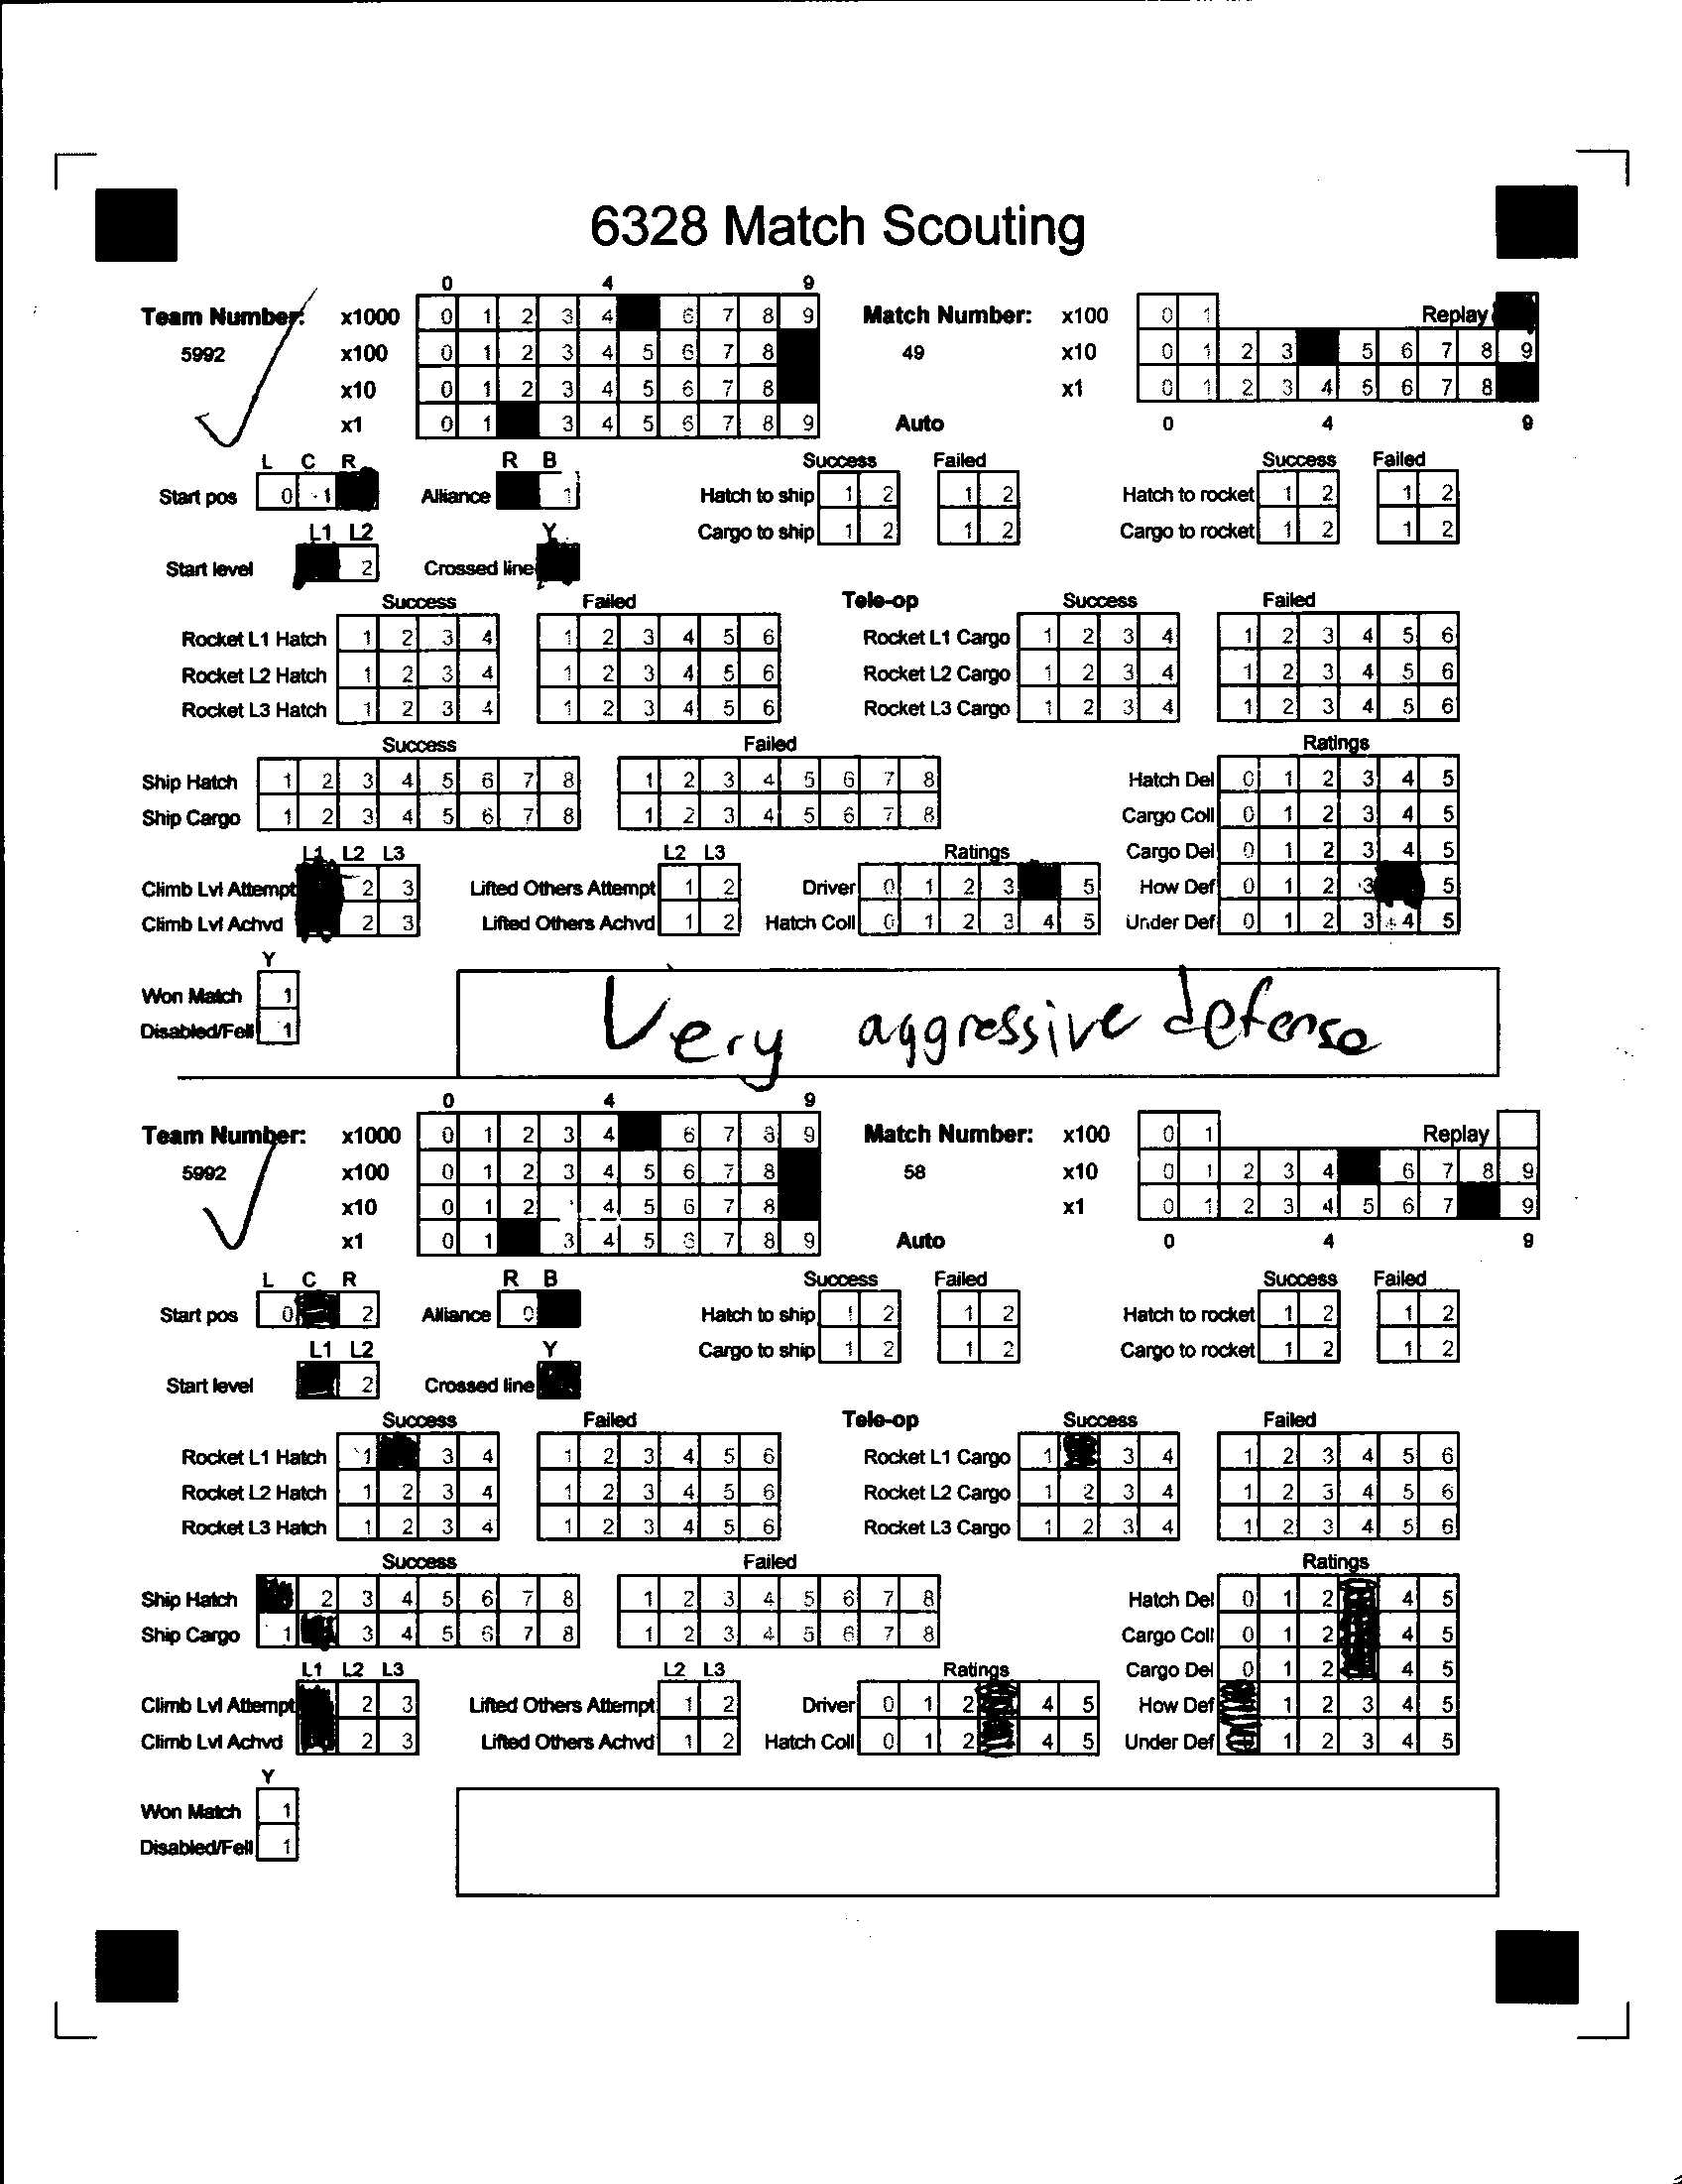 6328 Match Scouting
0 4 9
Team Number: x1000 0 1 2 3 4 6 7 8 9 Match Number: x100 0 1 Replay
5992 x100 0 1 2 3 4 5 6 7 8 49 x10 0 1 2 3 5 6 7 8 9
x10 0 1 2 3 4 5 6 7 8 x1 0 1 2 3 4 5 6 7 8
x1 0 1 3 4 5 6 7 8 9 Auto 0 4 9
L C R R B Success Failed Success Failed
Start pos 0 1 Alliance 1 Hatch to ship 1 2 1 2 Hatch to rocket 1 2 1 2
L1 L2 Y Cargo to ship 1 2 1 2 Cargo to rocket 1 2 1 2
Start level 2 Crossed line
Success Failed Tele-op Success Failed
Rocket L1 Hatch 1 2 3 4 1 2 3 4 5 6 Rocket L1 Cargo 1 2 3 4 1 2 3 4 5 6
Rocket L2 Hatch 1 2 3 4 1 2 3 4 5 6 Rocket L2 Cargo 1 2 3 4 1 2 3 4 5 6
Rocket L3 Hatch 1 2 3 4 1 2 3 4 5 6 Rocket L3 Cargo 1 2 3 4 1 2 3 4 5 6
Success Failed Ratings
Ship Hatch 1 2 3 4 5 6 7 8 1 2 3 4 5 6 7 8 Hatch Del 0 1 2 3 4 5
Ship Cargo 1 2 3 4 5 6 7 8 1 2 3 4 5 6 7 8 Cargo Coll 0 1 2 3 4 5
L1 L2 L3 L2 L3 Ratings Cargo Del 0 1 2 3 4 5
Climb Lvl Attempt 2 3 Lifted Others Attempt 1 2 Driver 0 1 2 3 5 How Def 0 1 2 3 5
Climb Lvl Achvd 2 3 Lifted Others Achvd 1 2 Hatch Coll 0 1 2 3 4 5 Under Def 0 1 2 3 4 5
Y
Won Match 1
Disabled/Fell 1
Very aggressive defense
0 4 9
Team Number: x1000 0 1 2 3 4 6 7 8 9 Match Number: x100 0 1 Replay
5992 x100 0 1 2 3 4 5 6 7 8 58 x10 0 1 2 3 4 6 7 8 9
x10 0 1 2 4 5 6 7 8 x1 0 1 2 3 4 5 6 7 9
x1 0 1 3 4 5 6 7 8 9 Auto 0 4 9
L C R R B Success Failed Success Failed
Start pos 0 2 Alliance 0 Hatch to ship 1 2 1 2 Hatch to rocket 1 2 1 2
L1 L2 Y Cargo to ship 1 2 1 2 Cargo to rocket 1 2 1 2
Start level 2 Crossed line
Success Failed Tele-op Success Failed
Rocket L1 Hatch 1 3 4 1 2 3 4 5 6 Rocket L1 Cargo 1 3 4 1 2 3 4 5 6
Rocket L2 Hatch 1 2 3 4 1 2 3 4 5 6 Rocket L2 Cargo 1 2 3 4 1 2 3 4 5 6
Rocket L3 Hatch 1 2 3 4 1 2 3 4 5 6 Rocket L3 Cargo 1 2 3 4 1 2 3 4 5 6
Success Failed Ratings
Ship Hatch 2 3 4 5 6 7 8 1 2 3 4 5 6 7 8 Hatch Del 0 1 2 4 5
Ship Cargo 1 3 4 5 6 7 8 1 2 3 4 5 6 7 8 Cargo Coll 0 1 2 4 5
L1 L2 L3 L2 L3 Ratings Cargo Del 0 1 2 4 5
Climb Lvl Attempt 2 3 Lifted Others Attempt 1 2 Driver 0 1 2 4 5 How Def 1 2 3 4 5
Climb Lvl Achvd 2 3 Lifted Others Achvd 1 2 Hatch Coll 0 1 2 4 5 Under Def 1 2 3 4 5
Y
Won Match 1
Disabled/Fell 1